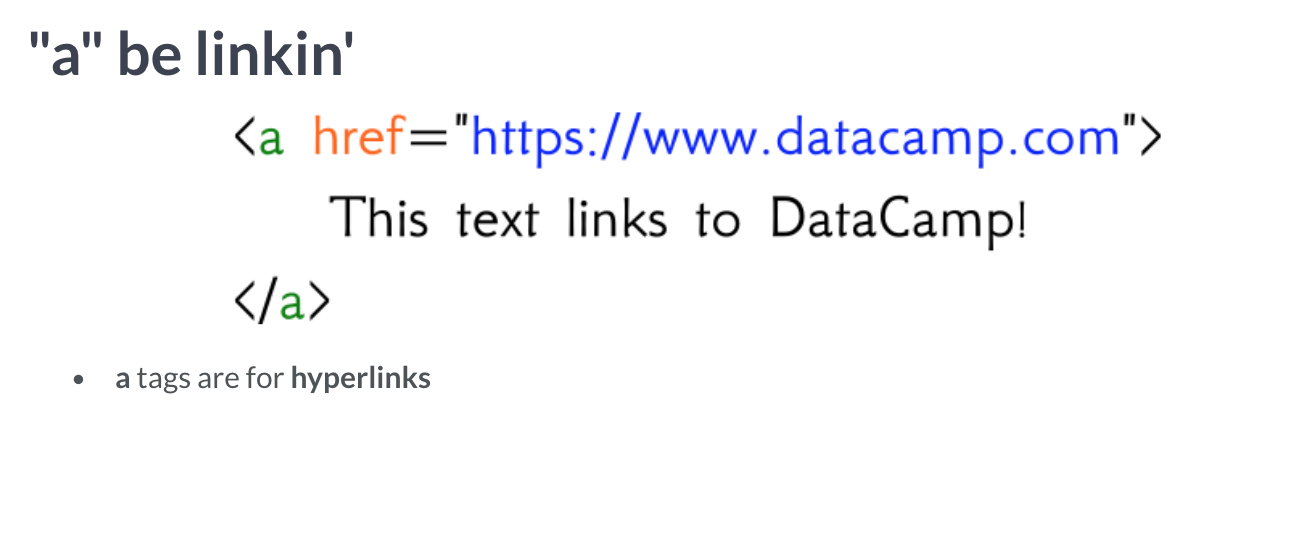 "a" be linkin'
<a href="https://www.datacamp.com">
This text links to DataCamp!
</a>
• a tags are for hyperlinks